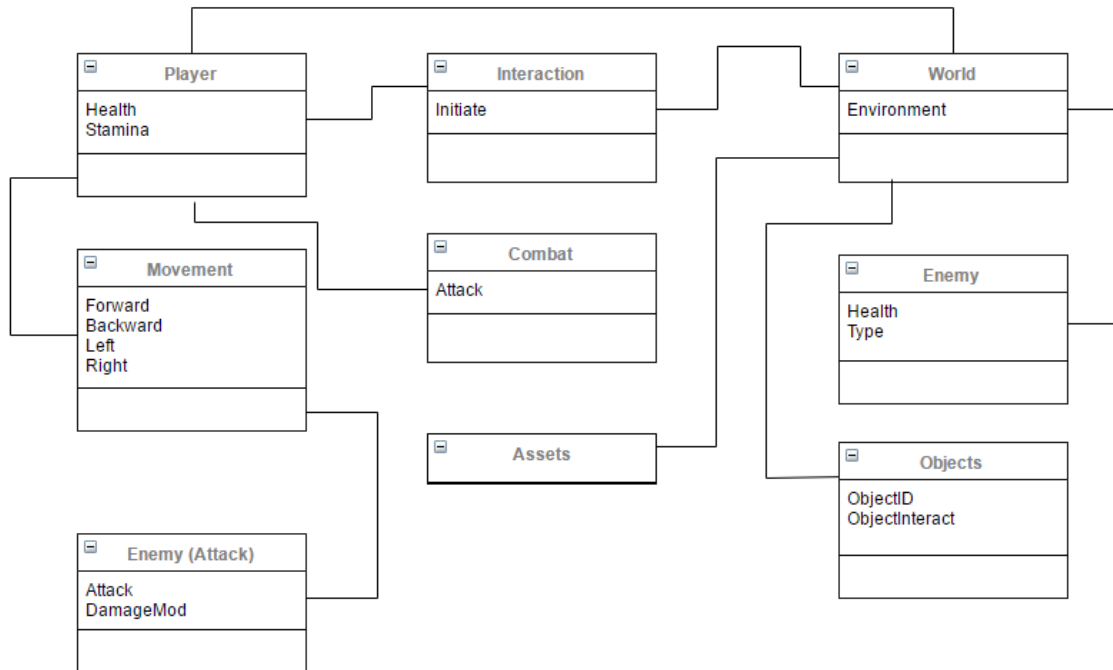 Player
Health
Stamina
Interaction
Initiate
World
Environment
Movement
Forward
Backward
Left
Right
Combat
Attack
Enemy
Health
Type
Assets
Objects
ObjectID
ObjectInteract
Enemy (Attack)
Attack
DamageMod